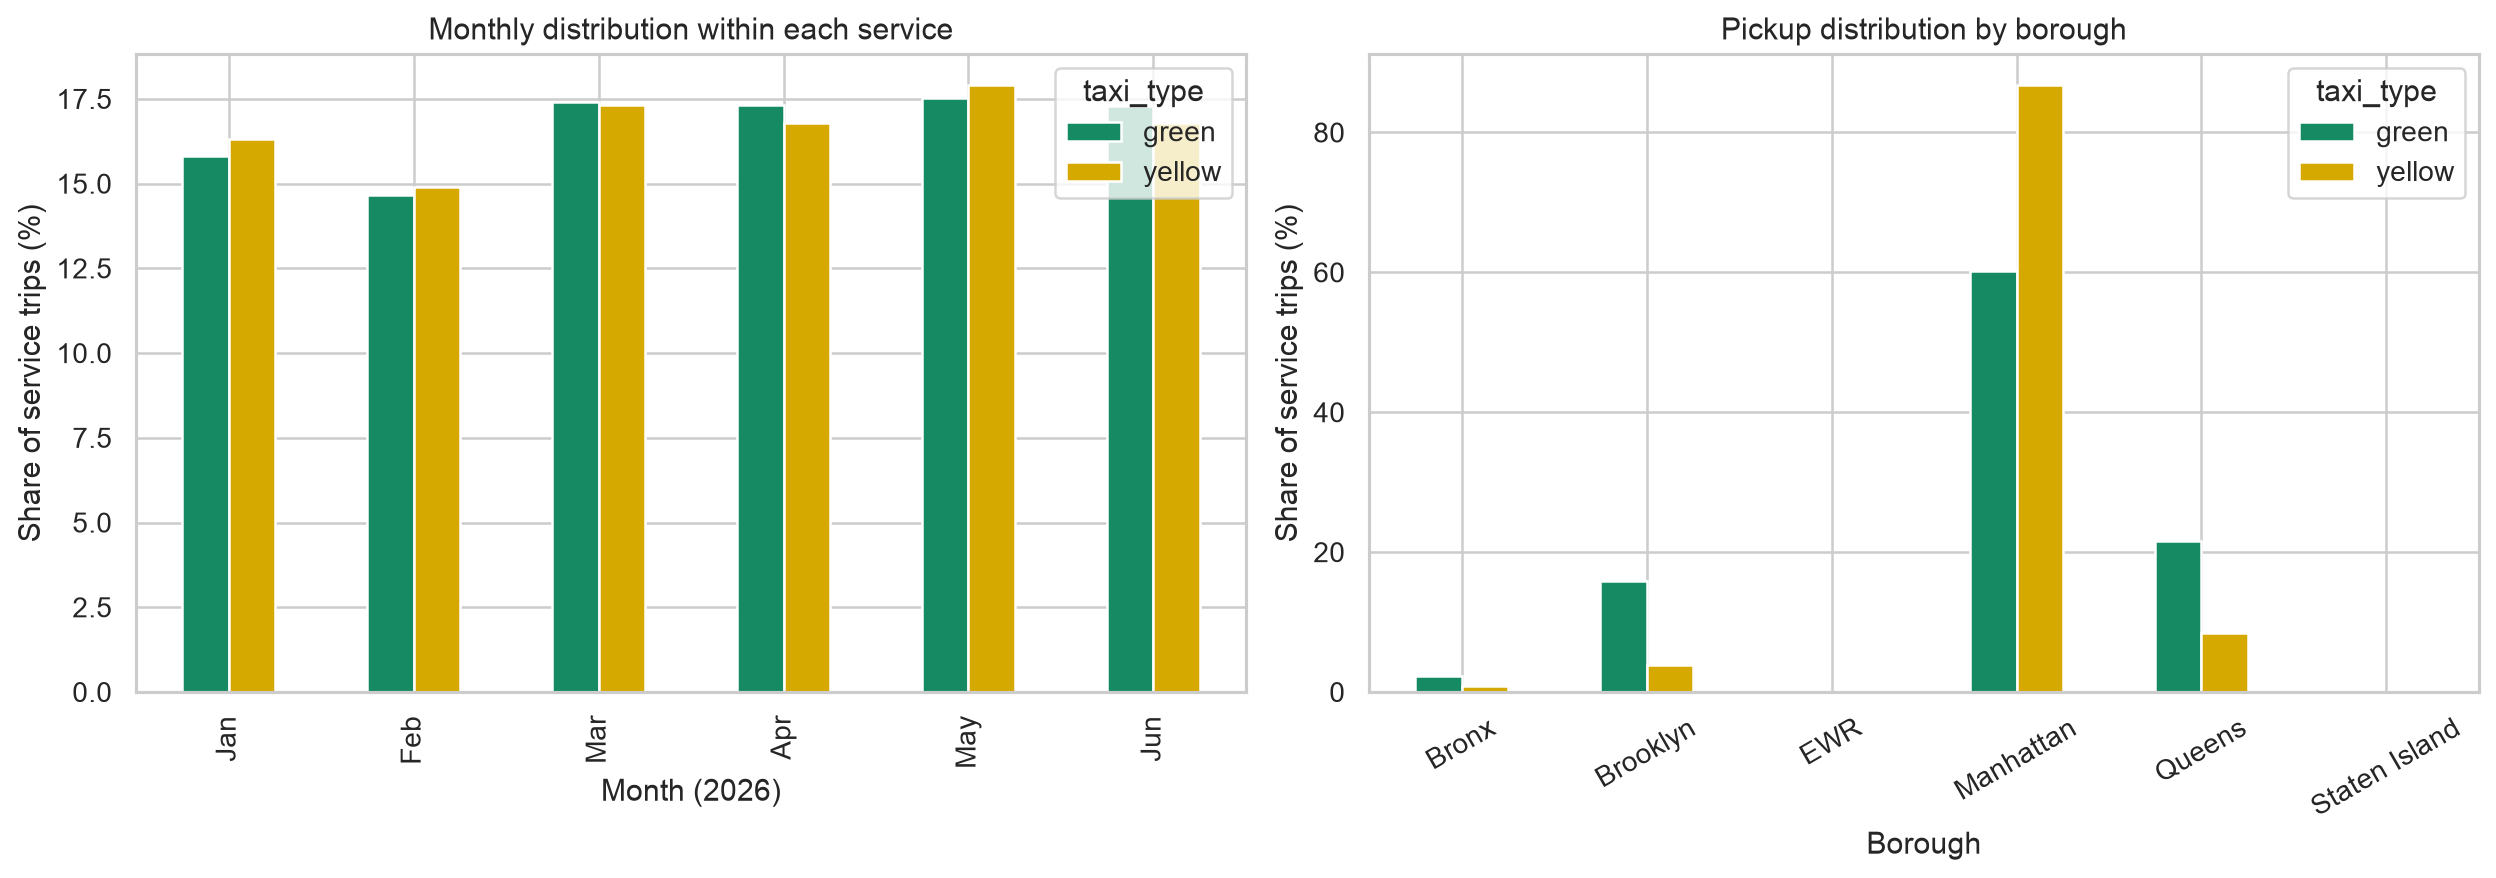 Monthly distribution within each service
Share of service trips (%)
17.5
15.0
12.5
10.0
7.5
5.0
2.5
0.0
Jan
Feb
Mar
Apr
May
Jun
Month (2026)
taxi_type
green
yellow
Pickup distribution by borough
Share of service trips (%)
80
60
40
20
0
Bronx
Brooklyn
EWR
Manhattan
Queens
Staten Island
Borough
taxi_type
green
yellow